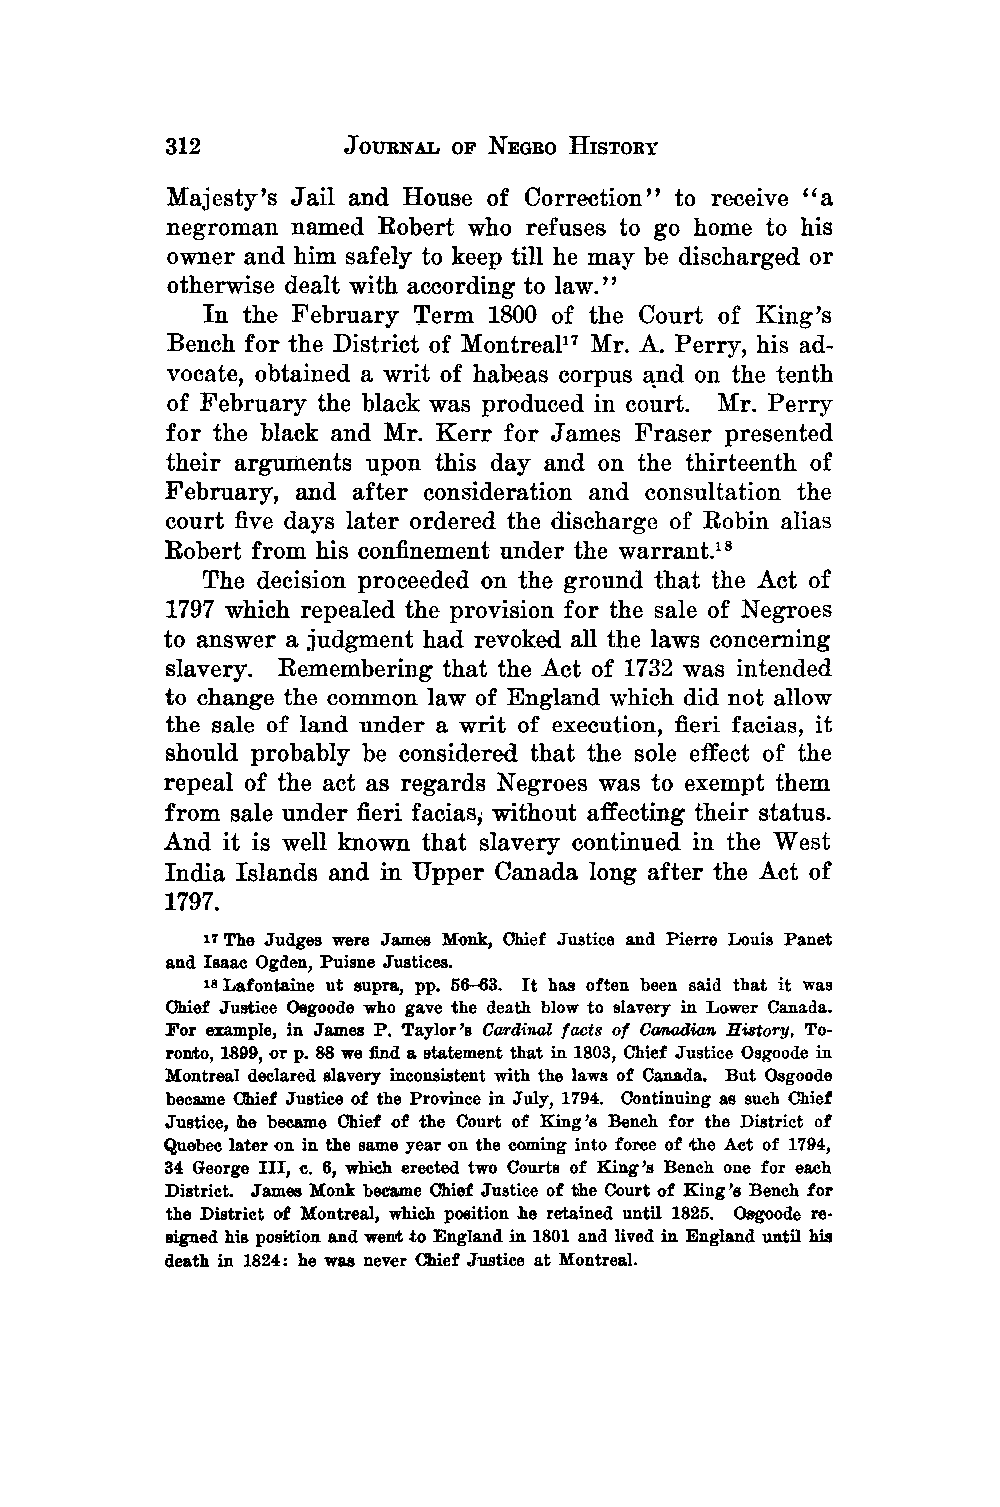 312 JOURNAL OF NEGRO HISTORY
Majesty's Jail and House of Correction'' to receive ''a
negroman named Robert who refuses to go home to his
owner and him safely to keep till he may be discharged or
otherwise dealt with according to law.''
In the February Term 1800 of the Court of King's
Bench for the District of Montreal¹⁷ Mr. A. Perry, his ad-
vocate, obtained a writ of habeas corpus and on the tenth
of February the black was produced in court. Mr. Perry
for the black and Mr. Kerr for James Fraser presented
their arguments upon this day and on the thirteenth of
February, and after consideration and consultation the
court five days later ordered the discharge of Robin alias
Robert from his confinement under the warrant.¹⁸
The decision proceeded on the ground that the Act of
1797 which repealed the provision for the sale of Negroes
to answer a judgment had revoked all the laws concerning
slavery. Remembering that the Act of 1732 was intended
to change the common law of England which did not allow
the sale of land under a writ of execution, fieri facias, it
should probably be considered that the sole effect of the
repeal of the act as regards Negroes was to exempt them
from sale under fieri facias, without affecting their status.
And it is well known that slavery continued in the West
India Islands and in Upper Canada long after the Act of
1797.
¹⁷ The Judges were James Monk, Chief Justice and Pierre Louis Panet
and Isaac Ogden, Puisne Justices.
¹⁸ Lafontaine ut supra, pp. 56–63. It has often been said that it was
Chief Justice Osgoode who gave the death blow to slavery in Lower Canada.
For example, in James P. Taylor's Cardinal facts of Canadian History, To-
ronto, 1899, or p. 88 we find a statement that in 1803, Chief Justice Osgoode in
Montreal declared slavery inconsistent with the laws of Canada. But Osgoode
became Chief Justice of the Province in July, 1794. Continuing as such Chief
Justice, he became Chief of the Court of King's Bench for the District of
Quebec later on in the same year on the coming into force of the Act of 1794,
34 George III, c. 6, which erected two Courts of King's Bench one for each
District. James Monk became Chief Justice of the Court of King's Bench for
the District of Montreal, which position he retained until 1825. Osgoode re-
signed his position and went to England in 1801 and lived in England until his
death in 1824: he was never Chief Justice at Montreal.